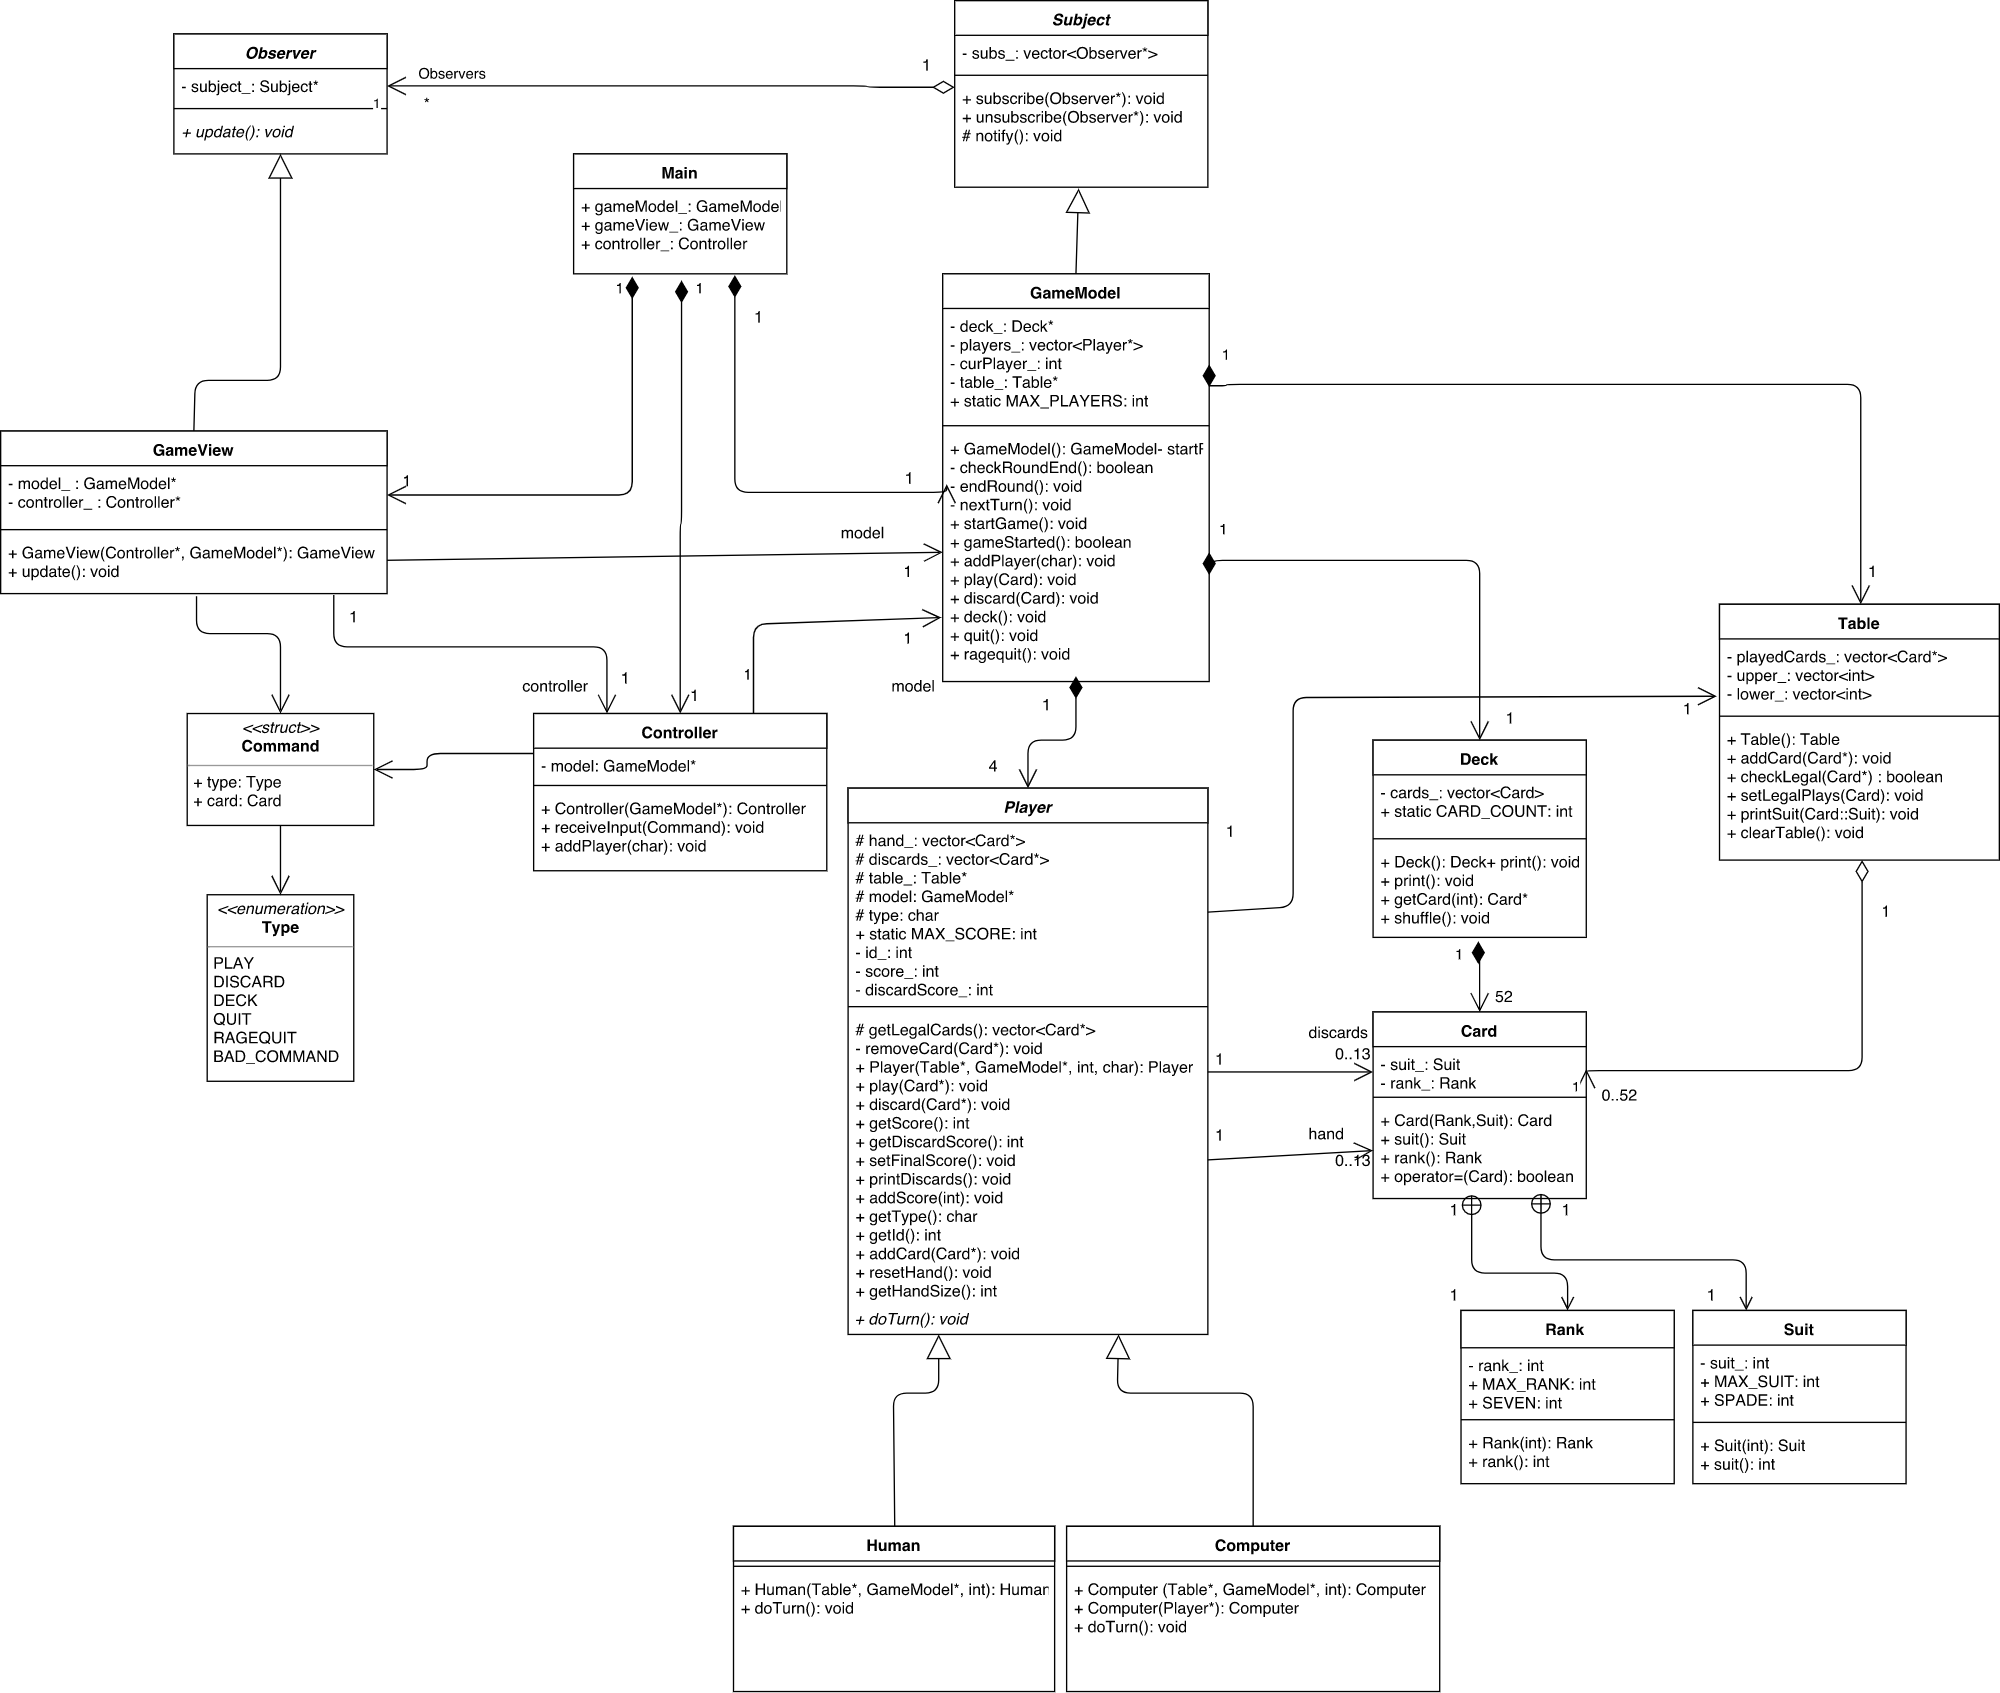 Subject
- subs_: vector<Observer*>
+ subscribe(Observer*): void
+ unsubscribe(Observer*): void
# notify(): void
1
Observer
- subject_: Subject*
1
+ update(): void
Observers
*
Main
+ gameModel_: GameModel
+ gameView_: GameView
+ controller_: Controller
1
1
1
GameModel
- deck_: Deck*
- players_: vector<Player*>
- curPlayer_: int
- table_: Table*
+ static MAX_PLAYERS: int
+ GameModel(): GameModel- start
- checkRoundEnd(): boolean
- endRound(): void
- nextTurn(): void
+ startGame(): void
+ gameStarted(): boolean
+ addPlayer(char): void
+ play(Card): void
+ discard(Card): void
+ deck(): void
+ quit(): void
+ ragequit(): void
1
1
1
GameView
- model_ : GameModel*
- controller_ : Controller*
+ GameView(Controller*, GameModel*): GameView
+ update(): void
1
1
model
1
1
1
controller
1
1
1
model
1
4
<<struct>>
Command
+ type: Type
+ card: Card
Controller
- model: GameModel*
+ Controller(GameModel*): Controller
+ receiveInput(Command): void
+ addPlayer(char): void
<<enumeration>>
Type
PLAY
DISCARD
DECK
QUIT
RAGEQUIT
BAD_COMMAND
Table
- playedCards_: vector<Card*>
- upper_: vector<int>
- lower_: vector<int>
+ Table(): Table
+ addCard(Card*): void
+ checkLegal(Card*) : boolean
+ setLegalPlays(Card): void
+ printSuit(Card::Suit): void
+ clearTable(): void
1
1
1
Deck
- cards_: vector<Card>
+ static CARD_COUNT: int
+ Deck(): Deck+ print(): void
+ print(): void
+ getCard(int): Card*
+ shuffle(): void
1
52
1
Player
# hand_: vector<Card*>
# discards_: vector<Card*>
# table_: Table*
# model: GameModel*
# type: char
+ static MAX_SCORE: int
- id_: int
- score_: int
- discardScore_: int
# getLegalCards(): vector<Card*>
- removeCard(Card*): void
+ Player(Table*, GameModel*, int, char): Player
+ play(Card*): void
+ discard(Card*): void
+ getScore(): int
+ getDiscardScore(): int
+ setFinalScore(): void
+ printDiscards(): void
+ addScore(int): void
+ getType(): char
+ getId(): int
+ addCard(Card*): void
+ resetHand(): void
+ getHandSize(): int
+ doTurn(): void
discards
0..13
1
1
hand
0..13
Card
- suit_: Suit
- rank_: Rank
1
0..52
+ Card(Rank,Suit): Card
+ suit(): Suit
+ rank(): Rank
+ operator=(Card): boolean
1
1
1
1
Rank
- rank_: int
+ MAX_RANK: int
+ SEVEN: int
+ Rank(int): Rank
+ rank(): int
Suit
- suit_: int
+ MAX_SUIT: int
+ SPADE: int
+ Suit(int): Suit
+ suit(): int
Human
+ Human(Table*, GameModel*, int): Human
+ doTurn(): void
Computer
+ Computer (Table*, GameModel*, int): Computer
+ Computer(Player*): Computer
+ doTurn(): void